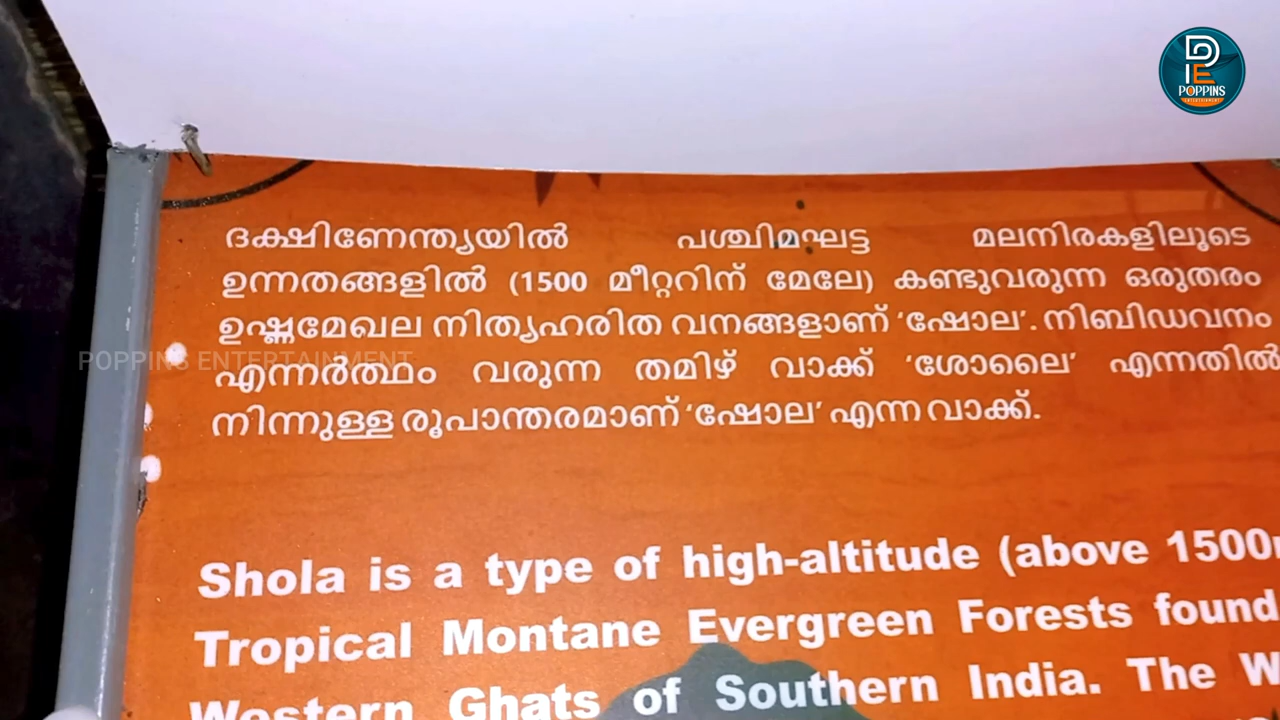 POPPINS
ENTERTAINMENT
ദക്ഷിണേന്ത്യയിൽ പശ്ചിമഘട്ട മലനിരകളിലൂടെ
ഉന്നതങ്ങളിൽ (1500 മീറ്ററിന് മേലേ) കണ്ടുവരുന്ന ഒരുതരം
ഉഷ്ണമേഖല നിത്യഹരിത വനങ്ങളാണ് ‘ഷോല’. നിബിഡവനം
POPPINS ENTERTAINMENT
എന്നർത്ഥം വരുന്ന തമിഴ് വാക്ക് ‘ശോലൈ’ എന്നതിൽ
നിന്നുള്ള രൂപാന്തരമാണ് ‘ഷോല’ എന്ന വാക്ക്.
Shola is a type of high-altitude (above 1500m
Tropical Montane Evergreen Forests found
Western Ghats of Southern India. The W